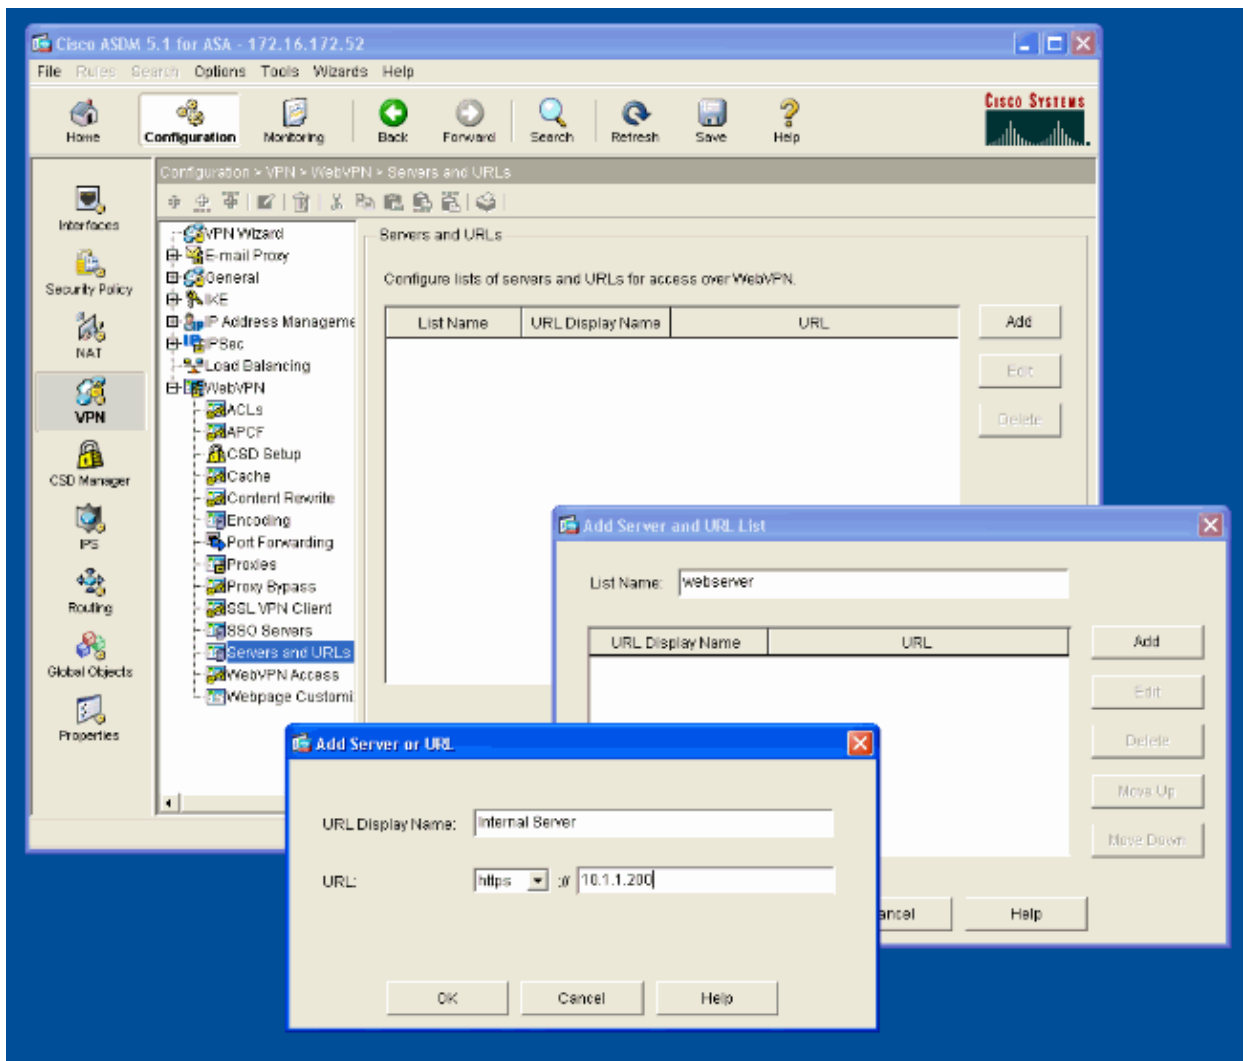 Cisco ASDM 5.1 for ASA - 172.16.172.52
File Rules Search Options Tools Wizards Help
Home Configuration Monitoring Back Forward Search Refresh Save Help
CISCO SYSTEMS
Configuration > VPN > WebVPN > Servers and URLs
Interfaces
Security Policy
NAT
VPN
CSD Manager
IPS
Routing
Global Objects
Properties
VPN Wizard
E-mail Proxy
General
IKE
IP Address Manageme
IPSec
Load Balancing
WebVPN
ACLs
APCF
CSD Setup
Cache
Content Rewrite
Encoding
Port Forwarding
Proxies
Proxy Bypass
SSL VPN Client
SSO Servers
Servers and URLs
WebVPN Access
Webpage Customi
Servers and URLs
Configure lists of servers and URLs for access over WebVPN.
List Name URL Display Name URL
Add
Edit
Delete
Add Server and URL List
List Name: webserver
URL Display Name URL
Add
Edit
Delete
Move Up
Move Down
ancel Help
Add Server or URL
URL Display Name: Internal Server
URL: https :// 10.1.1.200
OK Cancel Help